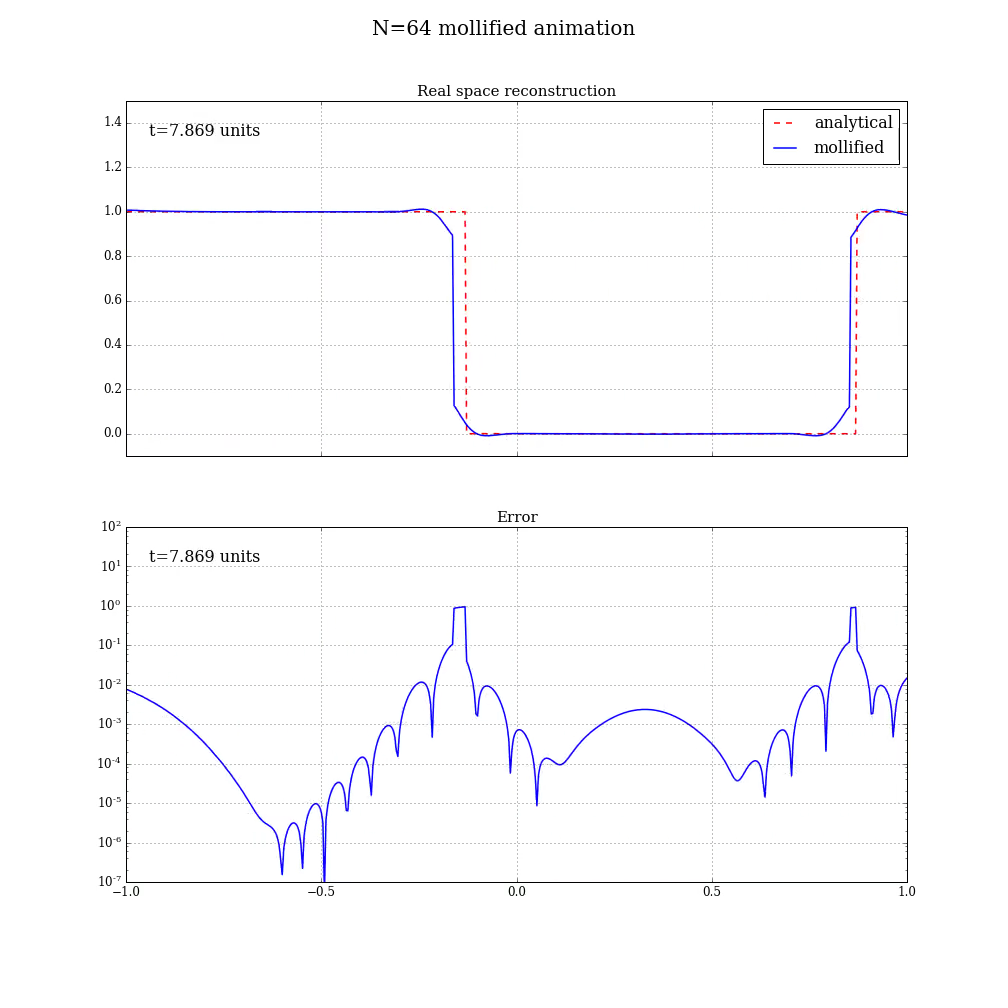 N=64 mollified animation
Real space reconstruction
t=7.869 units
analytical
mollified
1.4
1.2
1.0
0.8
0.6
0.4
0.2
0.0
Error
t=7.869 units
10²
10¹
10⁰
10⁻¹
10⁻²
10⁻³
10⁻⁴
10⁻⁵
10⁻⁶
10⁻⁷
−1.0 −0.5 0.0 0.5 1.0